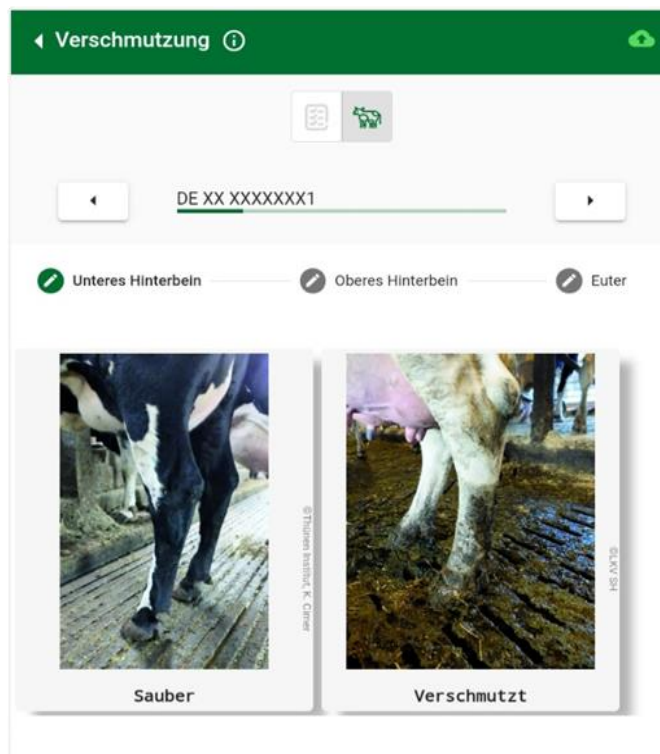 Verschmutzung
DE XX XXXXXXX1
Unteres Hinterbein
Oberes Hinterbein
Euter
©Thünen Institut, K. Cimer
©LKV SH
Sauber
Verschmutzt